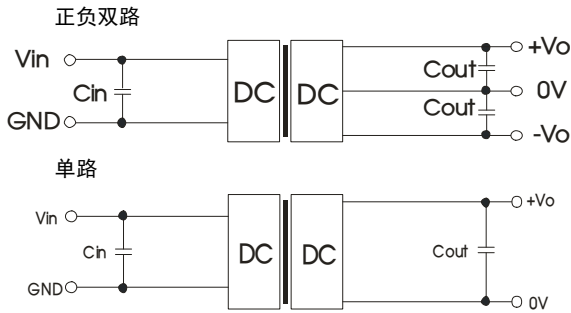 正负双路
Vin
Cin
GND
DC
DC
Cout
Cout
+Vo
0V
-Vo
单路
Vin
Cin
GND
DC
DC
Cout
+Vo
0V